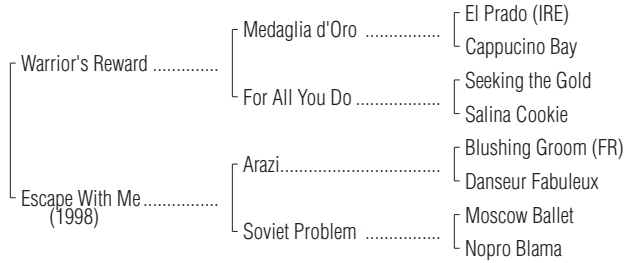 El Prado (IRE)
Medaglia d'Oro .................
Cappucino Bay
Warrior's Reward ..............
Seeking the Gold
For All You Do ...................
Salina Cookie
Blushing Groom (FR)
Arazi....................................
Danseur Fabuleux
Escape With Me ................
(1998)
Moscow Ballet
Soviet Problem .................
Nopro Blama